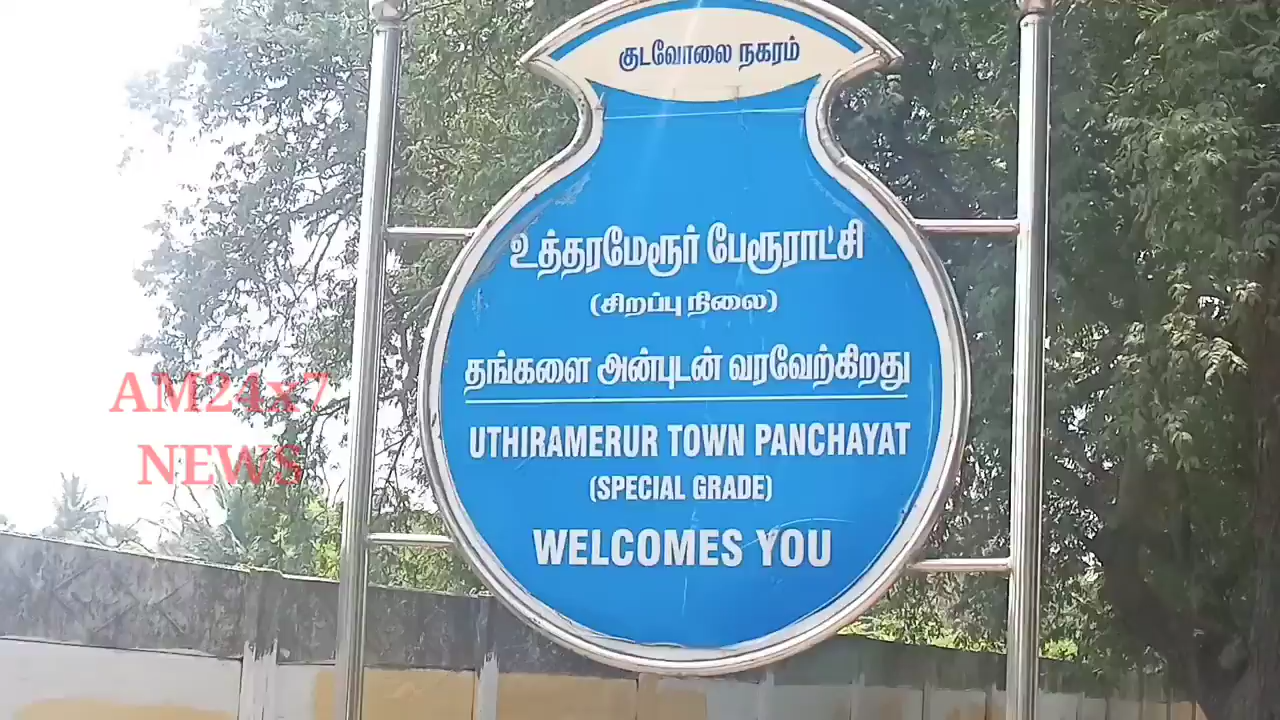 குடவோலை நகரம்
உத்தரமேரூர் பேரூராட்சி
(சிறப்பு நிலை)
தங்களை அன்புடன் வரவேற்கிறது
UTHIRAMERUR TOWN PANCHAYAT
(SPECIAL GRADE)
WELCOMES YOU
AM24x7
NEWS